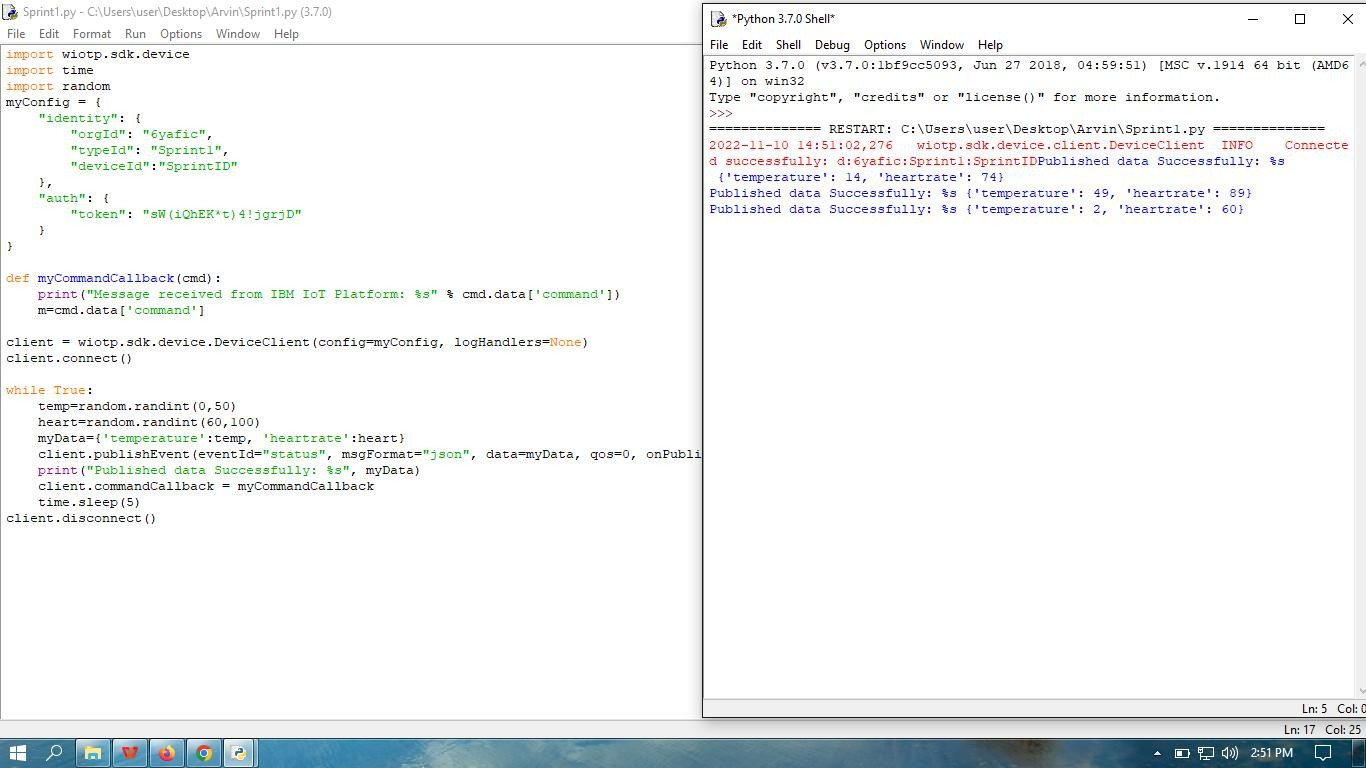 Sprint1.py - C:\Users\user\Desktop\Arvin\Sprint1.py (3.7.0)
File Edit Format Run Options Window Help
import wiotp.sdk.device
import time
import random
myConfig = {
    "identity": {
        "orgId": "6yafic",
        "typeId": "Sprint1",
        "deviceId":"SprintID"
    },
    "auth": {
        "token": "sW(iQhEK*t)4!jgrjD"
    }
}
def myCommandCallback(cmd):
    print("Message received from IBM IoT Platform: %s" % cmd.data['command'])
    m=cmd.data['command']
client = wiotp.sdk.device.DeviceClient(config=myConfig, logHandlers=None)
client.connect()
while True:
    temp=random.randint(0,50)
    heart=random.randint(60,100)
    myData={'temperature':temp, 'heartrate':heart}
    client.publishEvent(eventId="status", msgFormat="json", data=myData, qos=0, onPubli
    print("Published data Successfully: %s", myData)
    client.commandCallback = myCommandCallback
    time.sleep(5)
client.disconnect()
*Python 3.7.0 Shell*
File Edit Shell Debug Options Window Help
Python 3.7.0 (v3.7.0:1bf9cc5093, Jun 27 2018, 04:59:51) [MSC v.1914 64 bit (AMD6
4)] on win32
Type "copyright", "credits" or "license()" for more information.
>>>
============== RESTART: C:\Users\user\Desktop\Arvin\Sprint1.py ==============
2022-11-10 14:51:02,276   wiotp.sdk.device.client.DeviceClient  INFO    Connecte
d successfully: d:6yafic:Sprint1:SprintIDPublished data Successfully: %s
 {'temperature': 14, 'heartrate': 74}
Published data Successfully: %s {'temperature': 49, 'heartrate': 89}
Published data Successfully: %s {'temperature': 2, 'heartrate': 60}
Ln: 5 Col: 0
Ln: 17 Col: 25
2:51 PM